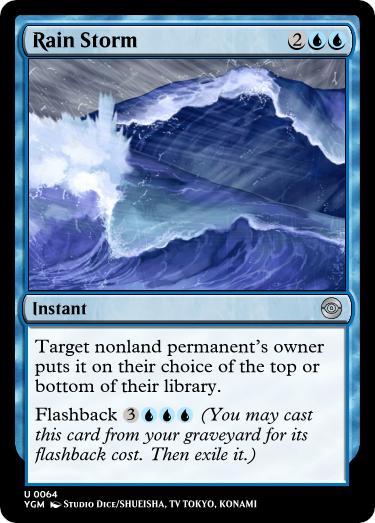 Rain Storm 2
Instant
Target nonland permanent's owner
puts it on their choice of the top or
bottom of their library.
Flashback 3 (You may cast
this card from your graveyard for its
flashback cost. Then exile it.)
U 0064
YGM Studio Dice/SHUEISHA, TV TOKYO, KONAMI